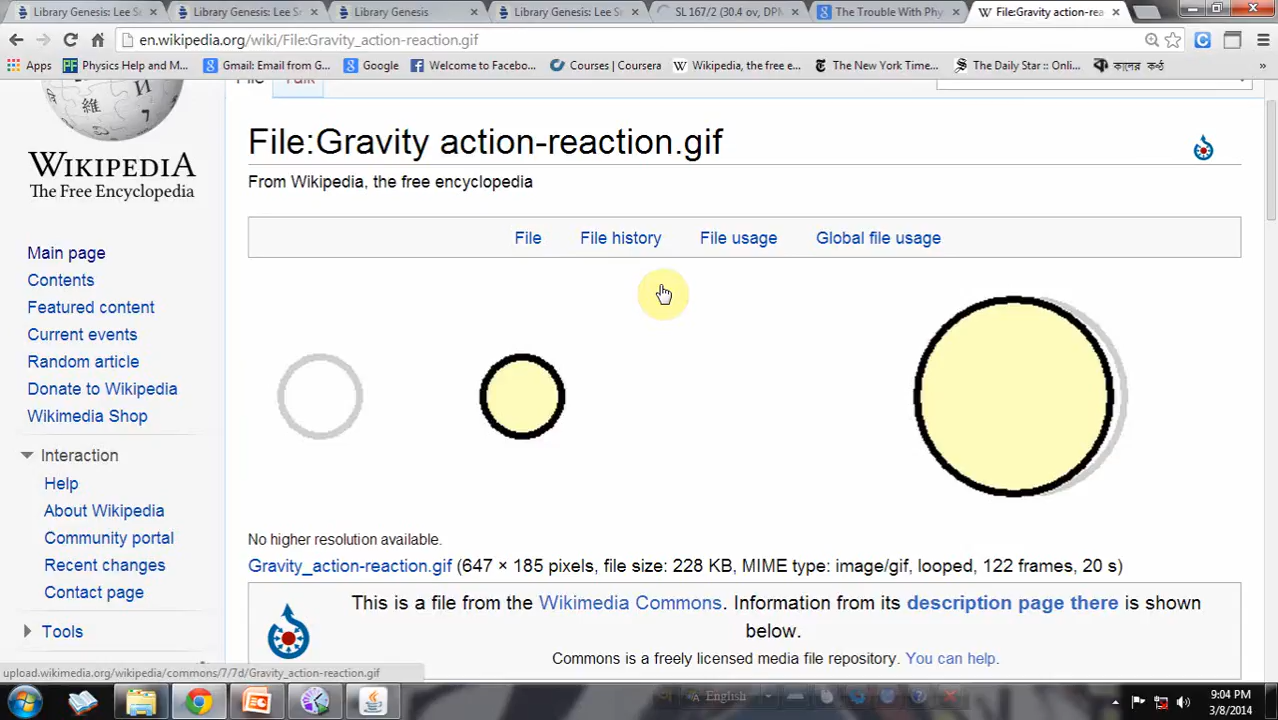 Library Genesis: Lee S
Library Genesis: Lee S
Library Genesis
Library Genesis: Lee S
SL 167/2 (30.4 ov, DPM
The Trouble With Phy
File:Gravity action-rea
en.wikipedia.org/wiki/File:Gravity_action-reaction.gif
Apps
Physics Help and M...
Gmail: Email from G...
Google
Welcome to Facebo...
Courses | Coursera
Wikipedia, the free e...
The New York Time...
The Daily Star :: Onlin...
কালের কণ্ঠ
»
File
Talk
WIKIPEDIA
The Free Encyclopedia
File:Gravity action-reaction.gif
From Wikipedia, the free encyclopedia
File
File history
File usage
Global file usage
Main page
Contents
Featured content
Current events
Random article
Donate to Wikipedia
Wikimedia Shop
Interaction
Help
About Wikipedia
Community portal
Recent changes
Contact page
Tools
No higher resolution available.
Gravity_action-reaction.gif (647 × 185 pixels, file size: 228 KB, MIME type: image/gif, looped, 122 frames, 20 s)
This is a file from the Wikimedia Commons. Information from its description page there is shown
below.
Commons is a freely licensed media file repository. You can help.
upload.wikimedia.org/wikipedia/commons/7/7d/Gravity_action-reaction.gif
English
9:04 PM
3/8/2014